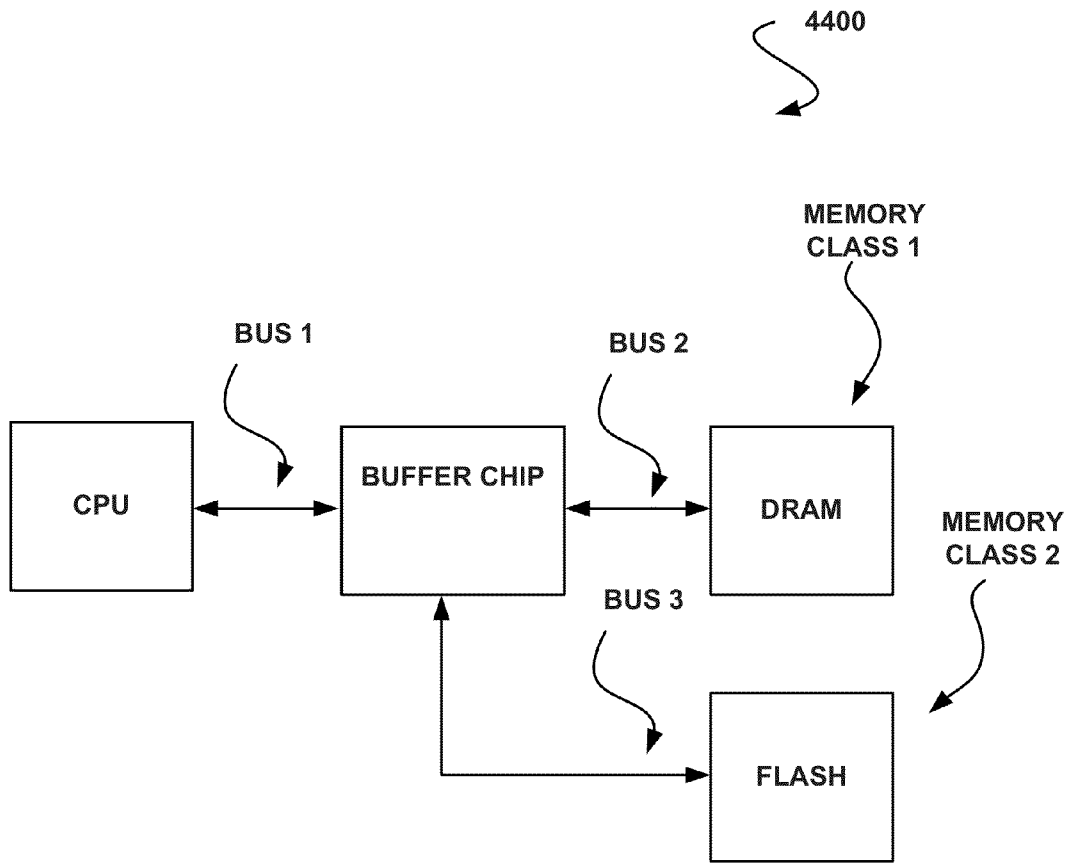 4400
MEMORY
CLASS 1
BUS 1
BUS 2
CPU
BUFFER CHIP
DRAM
MEMORY
CLASS 2
BUS 3
FLASH